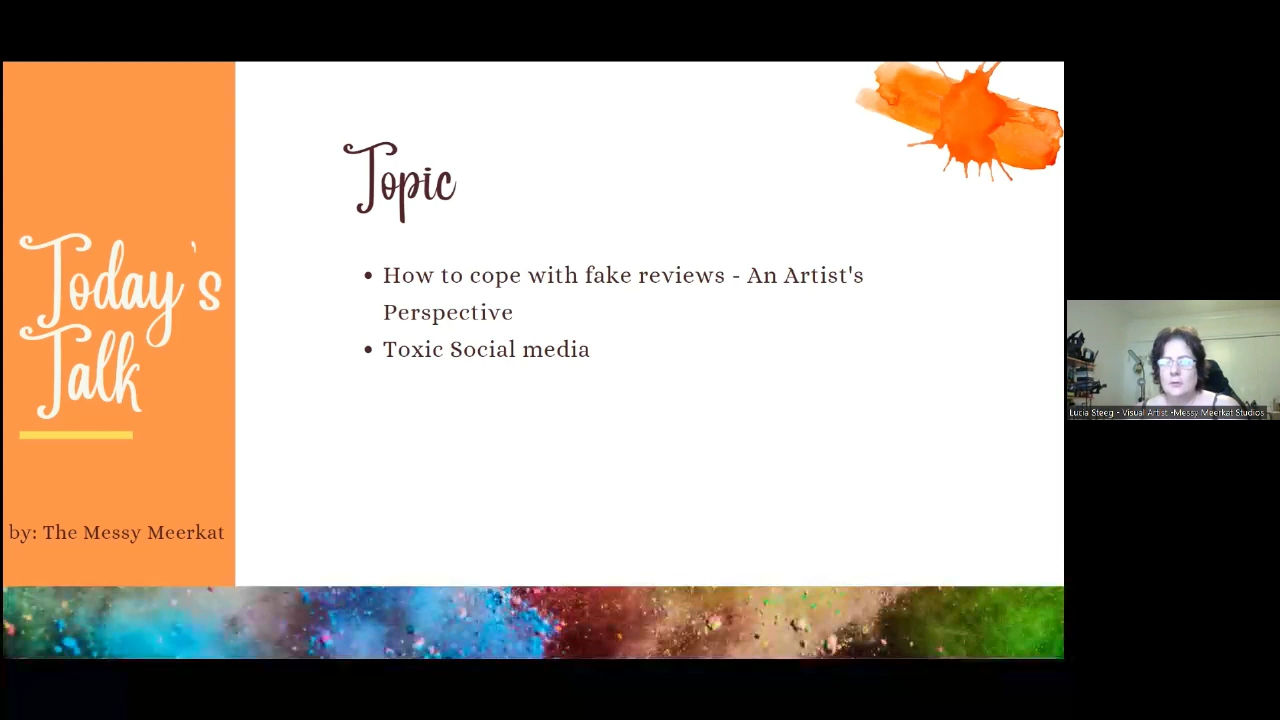 Today's
Talk
by: The Messy Meerkat
Topic
• How to cope with fake reviews - An Artist's
Perspective
• Toxic Social media
Lucia Steeg • Visual Artist •Messy Meerkat Studios